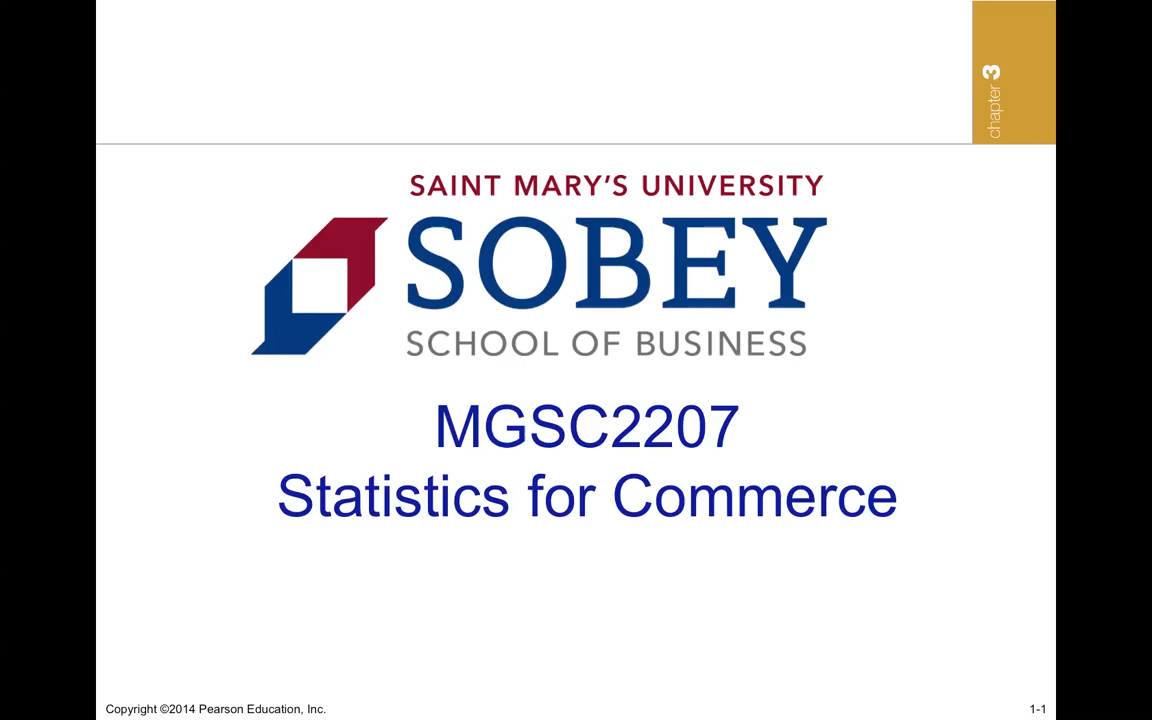 chapter 3
SAINT MARY'S UNIVERSITY
SOBEY
SCHOOL OF BUSINESS
MGSC2207
Statistics for Commerce
Copyright ©2014 Pearson Education, Inc.
1-1